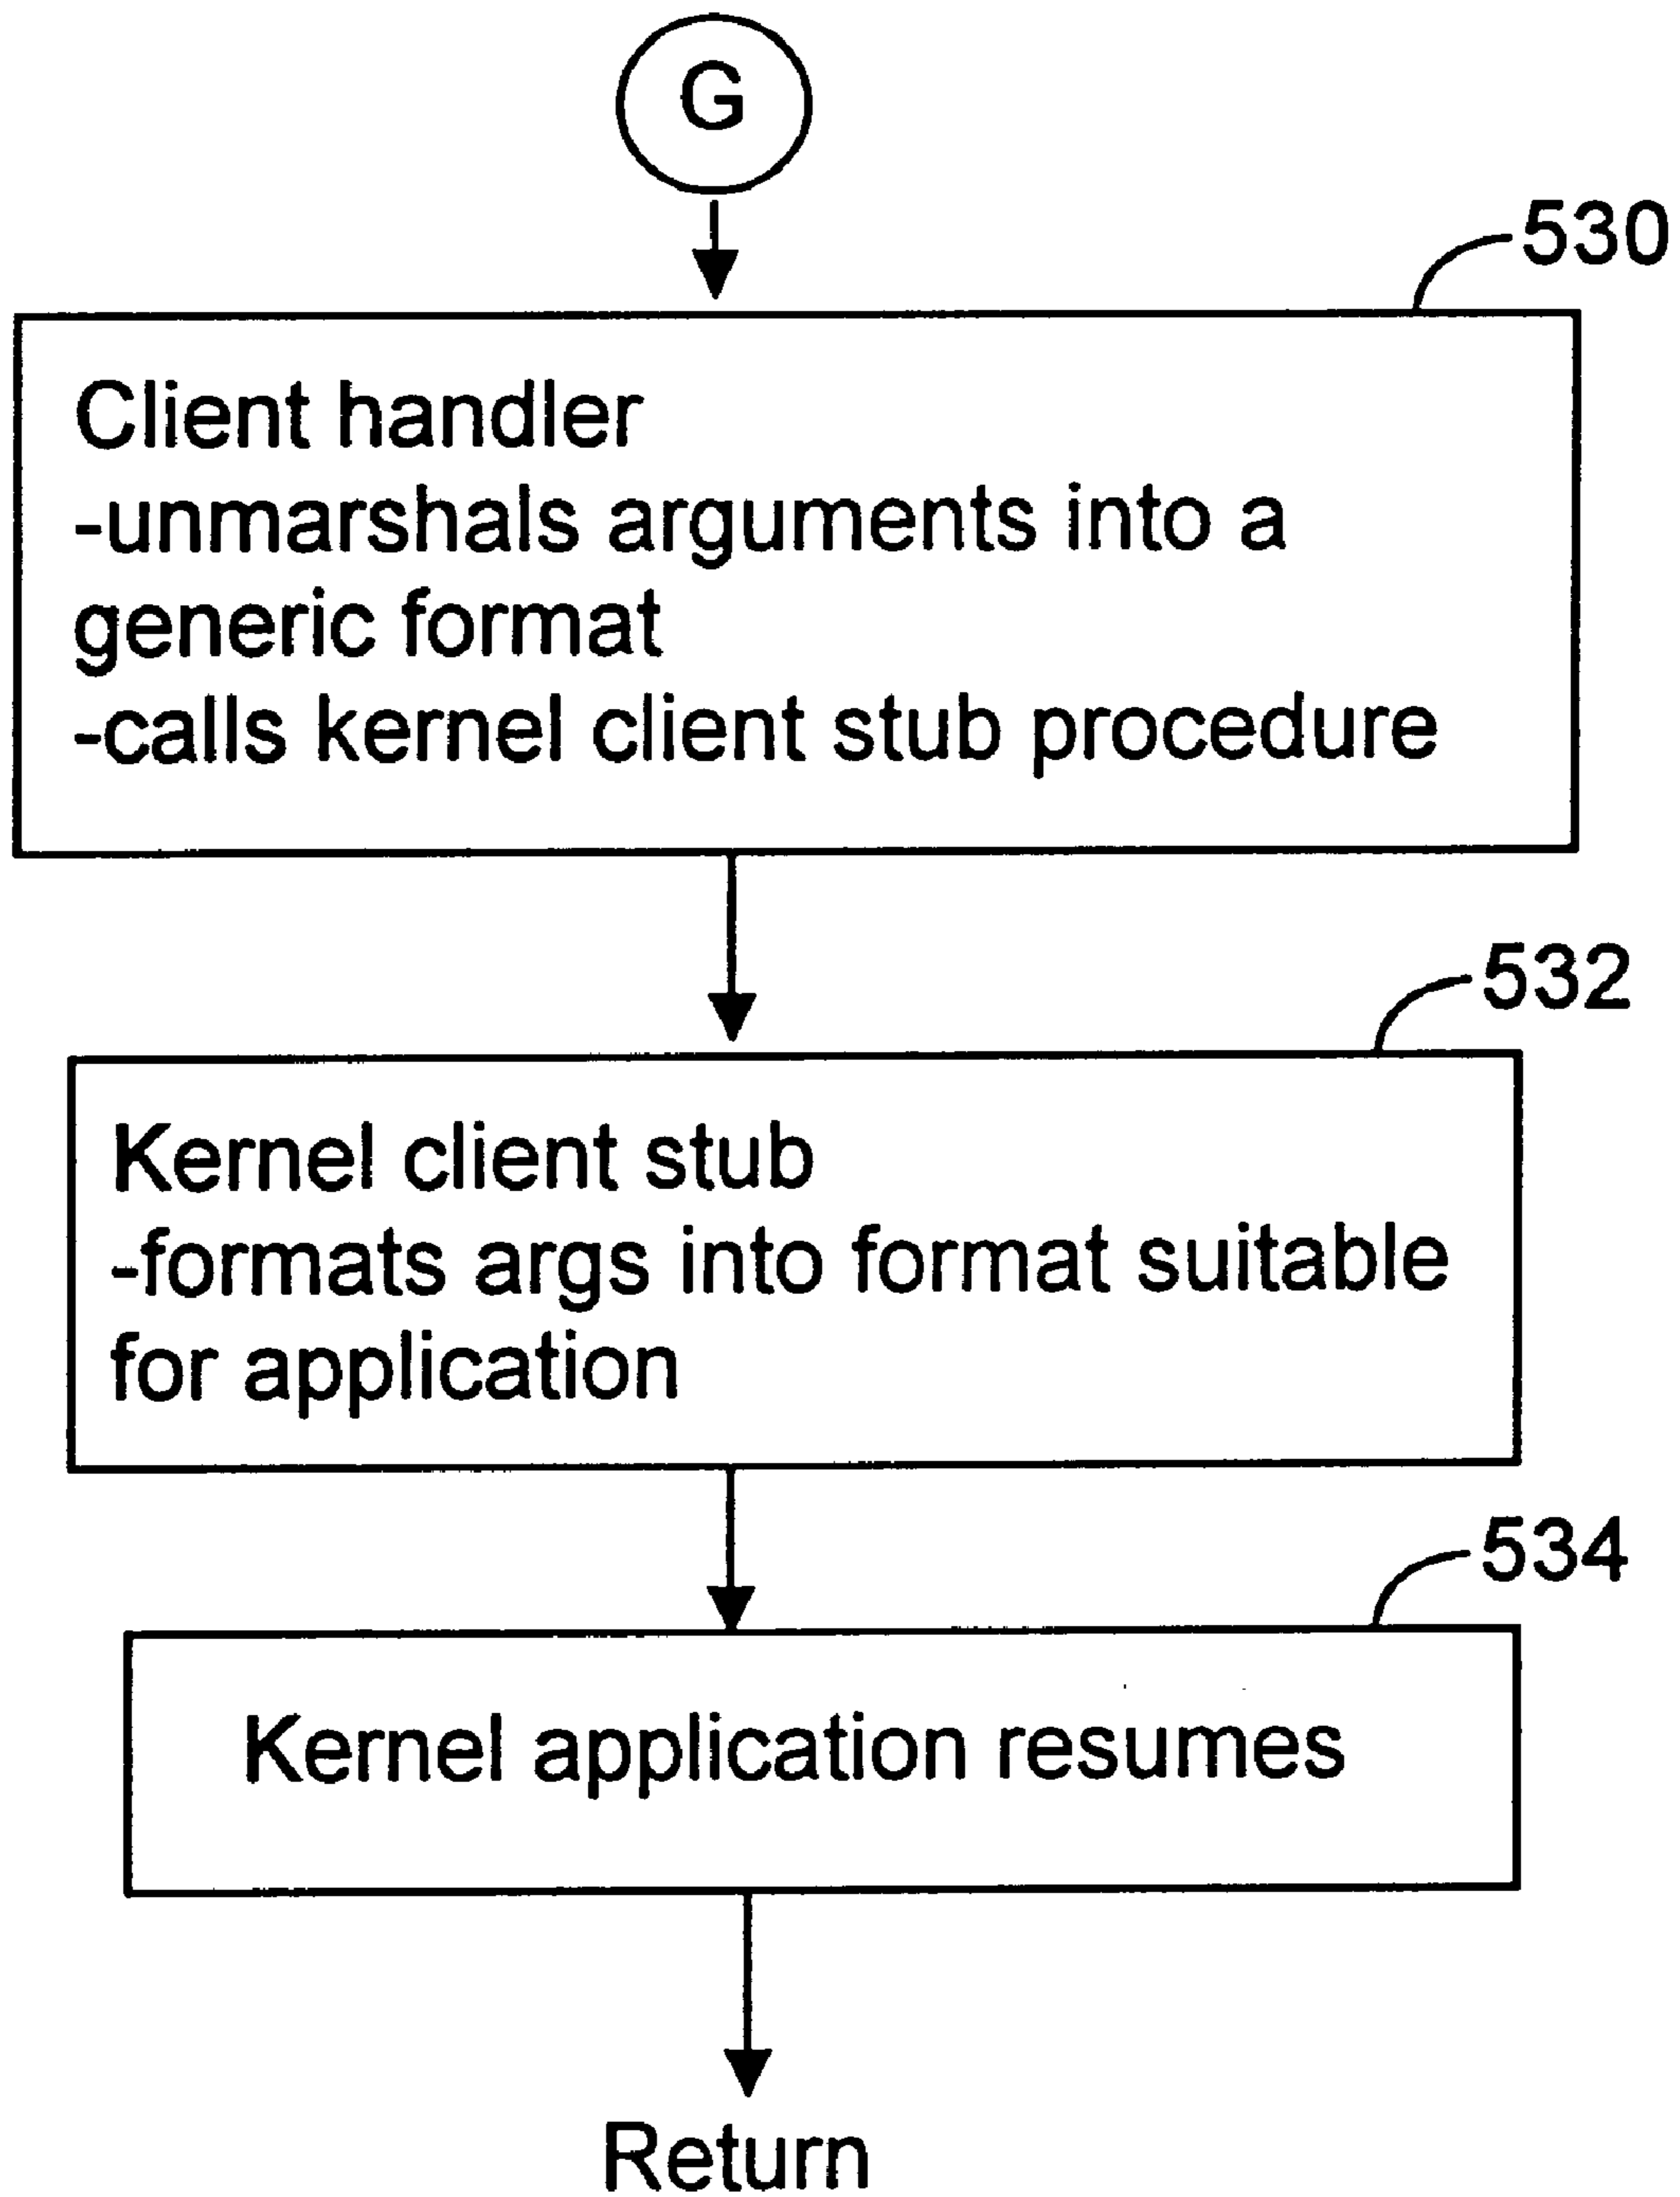 G
530
Client handler
-unmarshals arguments into a
generic format
-calls kernel client stub procedure
532
Kernel client stub
-formats args into format suitable
for application
534
Kernel application resumes
Return